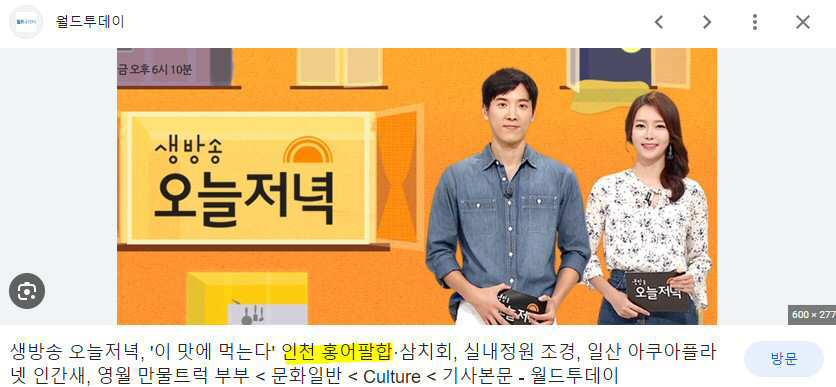 월드투데이
금 오후 6시 10분
생방송
오늘저녁
생방송
오늘저녁
600 x 277
생방송 오늘저녁, '이 맛에 먹는다' 인천 홍어팔합·삼치회, 실내정원 조경, 일산 아쿠아플라
넷 인간새, 영월 만물트럭 부부 < 문화일반 < Culture < 기사본문 - 월드투데이
방문